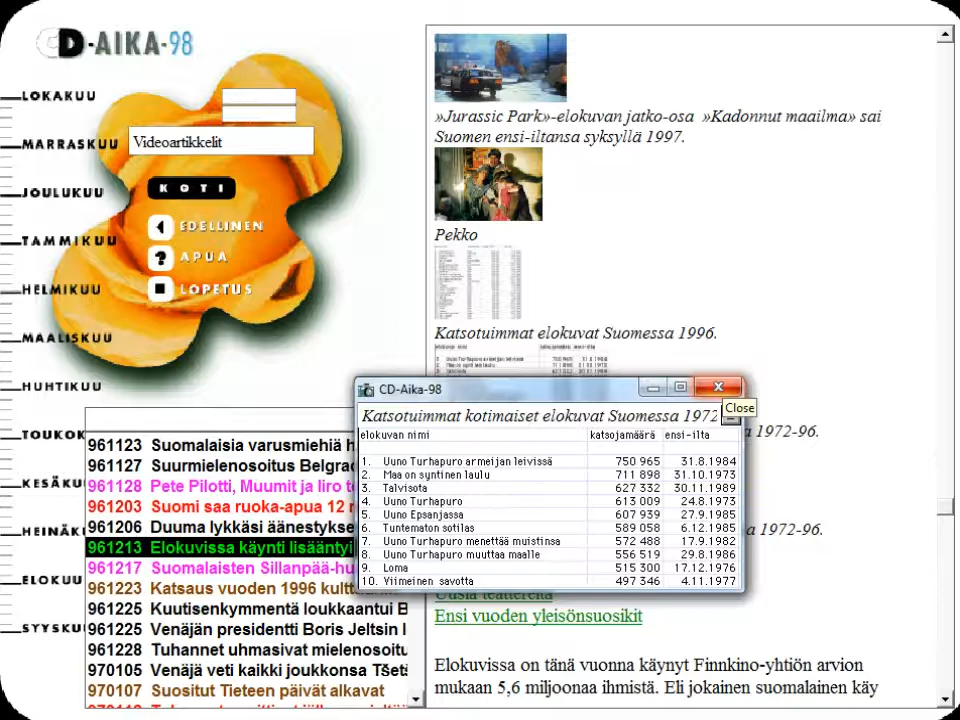 CD-AIKA-98
LOKAKUU
MARRASKUU
JOULUKUU
TAMMIKUU
HELMIKUU
MAALISKUU
HUHTIKUU
TOUKOK
KESÄKU
HEINÄK
ELOKUU
SYYSKU
Videoartikkelit
KOTI
EDELLINEN
APUA
LOPETUS
»Jurassic Park»-elokuvan jatko-osa »Kadonnut maailma» sai
Suomen ensi-iltansa syksyllä 1997.
Pekko
Katsotuimmat elokuvat Suomessa 1996.
a 1972-96.
a 1972-96.
CD-Aika-98
Close
Katsotuimmat kotimaiset elokuvat Suomessa 1972
elokuvan nimi katsojamäärä ensi-ilta
1. Uuno Turhapuro armeijan leivissä 750 965 31.8.1984
2. Maa on syntinen laulu 711 898 31.10.1973
3. Talvisota 627 332 30.11.1989
4. Uuno Turhapuro 613 009 24.8.1973
5. Uuno Epsanjassa 607 939 27.9.1985
6. Tuntematon sotilas 589 058 6.12.1985
7. Uuno Turhapuro menettää muistinsa 572 488 17.9.1982
8. Uuno Turhapuro muuttaa maalle 556 519 29.8.1986
9. Loma 515 300 17.12.1976
10. Yiimeinen savotta 497 346 4.11.1977
961123 Suomalaisia varusmiehiä h
961127 Suurmielenosoitus Belgrad
961128 Pete Pilotti, Muumit ja Iiro t
961203 Suomi saa ruoka-apua 12 r
961206 Duuma lykkäsi äänestykse
961213 Elokuvissa käynti lisääntyi
961217 Suomalaisten Sillanpää-hu
961223 Katsaus vuoden 1996 kulttu
961225 Kuutisenkymmentä loukkaantui B
961225 Venäjän presidentti Boris Jeltsin l
961228 Tuhannet uhmasivat mielenosoitu
970105 Venäjä veti kaikki joukkonsa Tšeti
970107 Suositut Tieteen päivät alkavat
Uusia teattereita
Ensi vuoden yleisönsuosikit
Elokuvissa on tänä vuonna käynyt Finnkino-yhtiön arvion
mukaan 5,6 miljoonaa ihmistä. Eli jokainen suomalainen käy